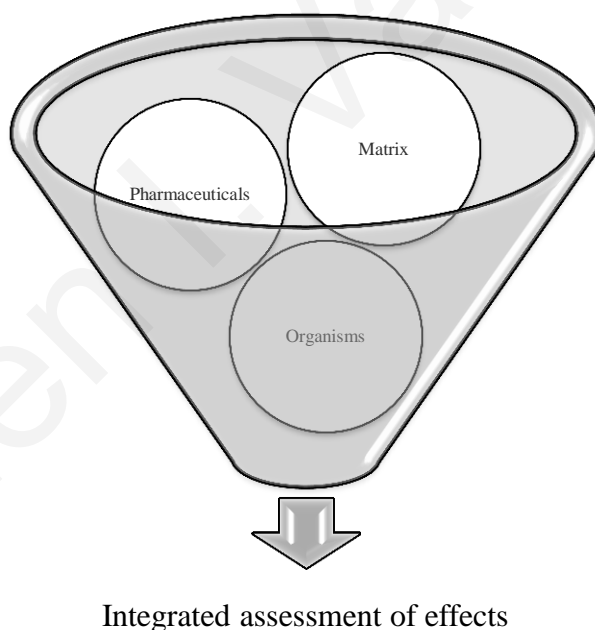 Matrix
Pharmaceuticals
Organisms
Integrated assessment of effects